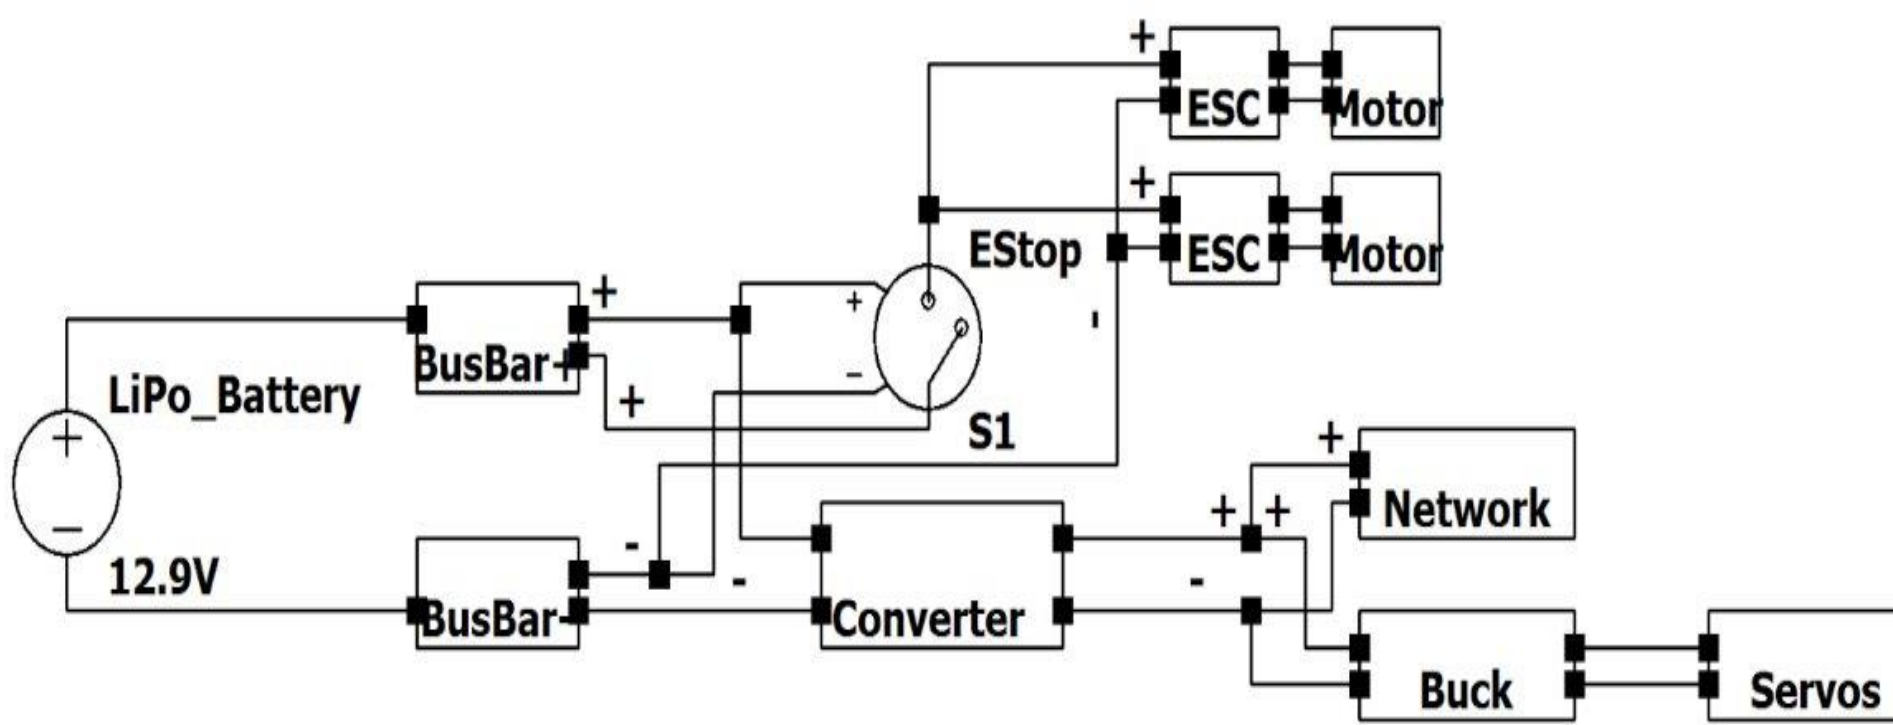 +
ESC
Motor
+
ESC
Motor
EStop
+
BusBar+
+
-
LiPo_Battery
+
-
+
S1
+
-
12.9V
-
BusBar-
-
Converter
+
+
-
+
Network
Buck
Servos